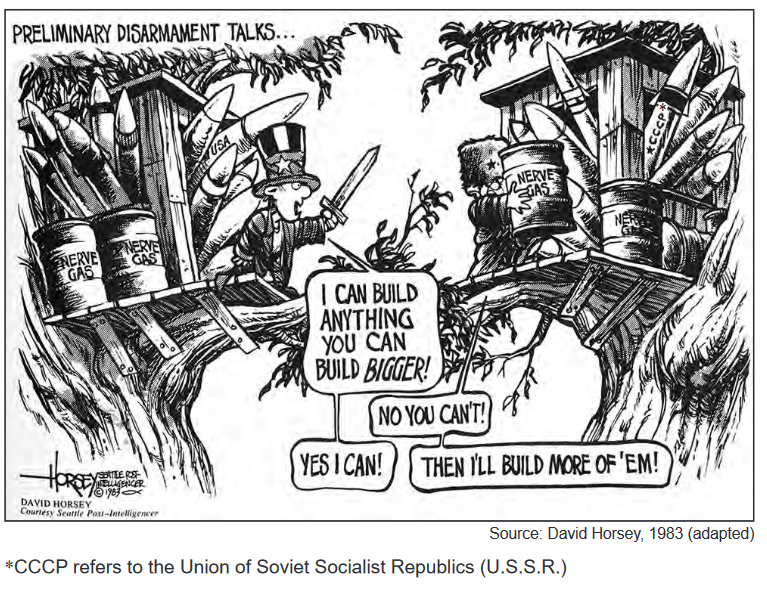 PRELIMINARY DISARMAMENT TALKS...
USA
*CCCP*
NERVE
GAS
NERVE
GAS
NERVE
GAS
NERVE
GAS
I CAN BUILD
ANYTHING
YOU CAN
BUILD BIGGER!
NO YOU CAN'T!
YES I CAN!
THEN I'LL BUILD MORE OF 'EM!
HORSEY
SEATTLE POST-
INTELLIGENCER
©1983
DAVID HORSEY
Courtesy Seattle Post–Intelligencer
Source: David Horsey, 1983 (adapted)
*CCCP refers to the Union of Soviet Socialist Republics (U.S.S.R.)